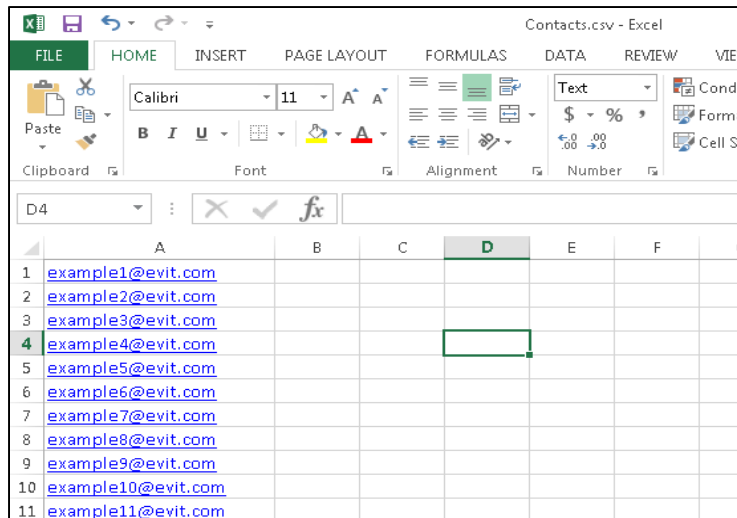 Contacts.csv - Excel
FILE HOME INSERT PAGE LAYOUT FORMULAS DATA REVIEW VIE
Calibri 11 A A Text Cond
Paste B I U A $ % , Form
.00 .00 Cell S
Clipboard Font Alignment Number
D4 fx
A B C D E F
1 example1@evit.com
2 example2@evit.com
3 example3@evit.com
4 example4@evit.com
5 example5@evit.com
6 example6@evit.com
7 example7@evit.com
8 example8@evit.com
9 example9@evit.com
10 example10@evit.com
11 example11@evit.com